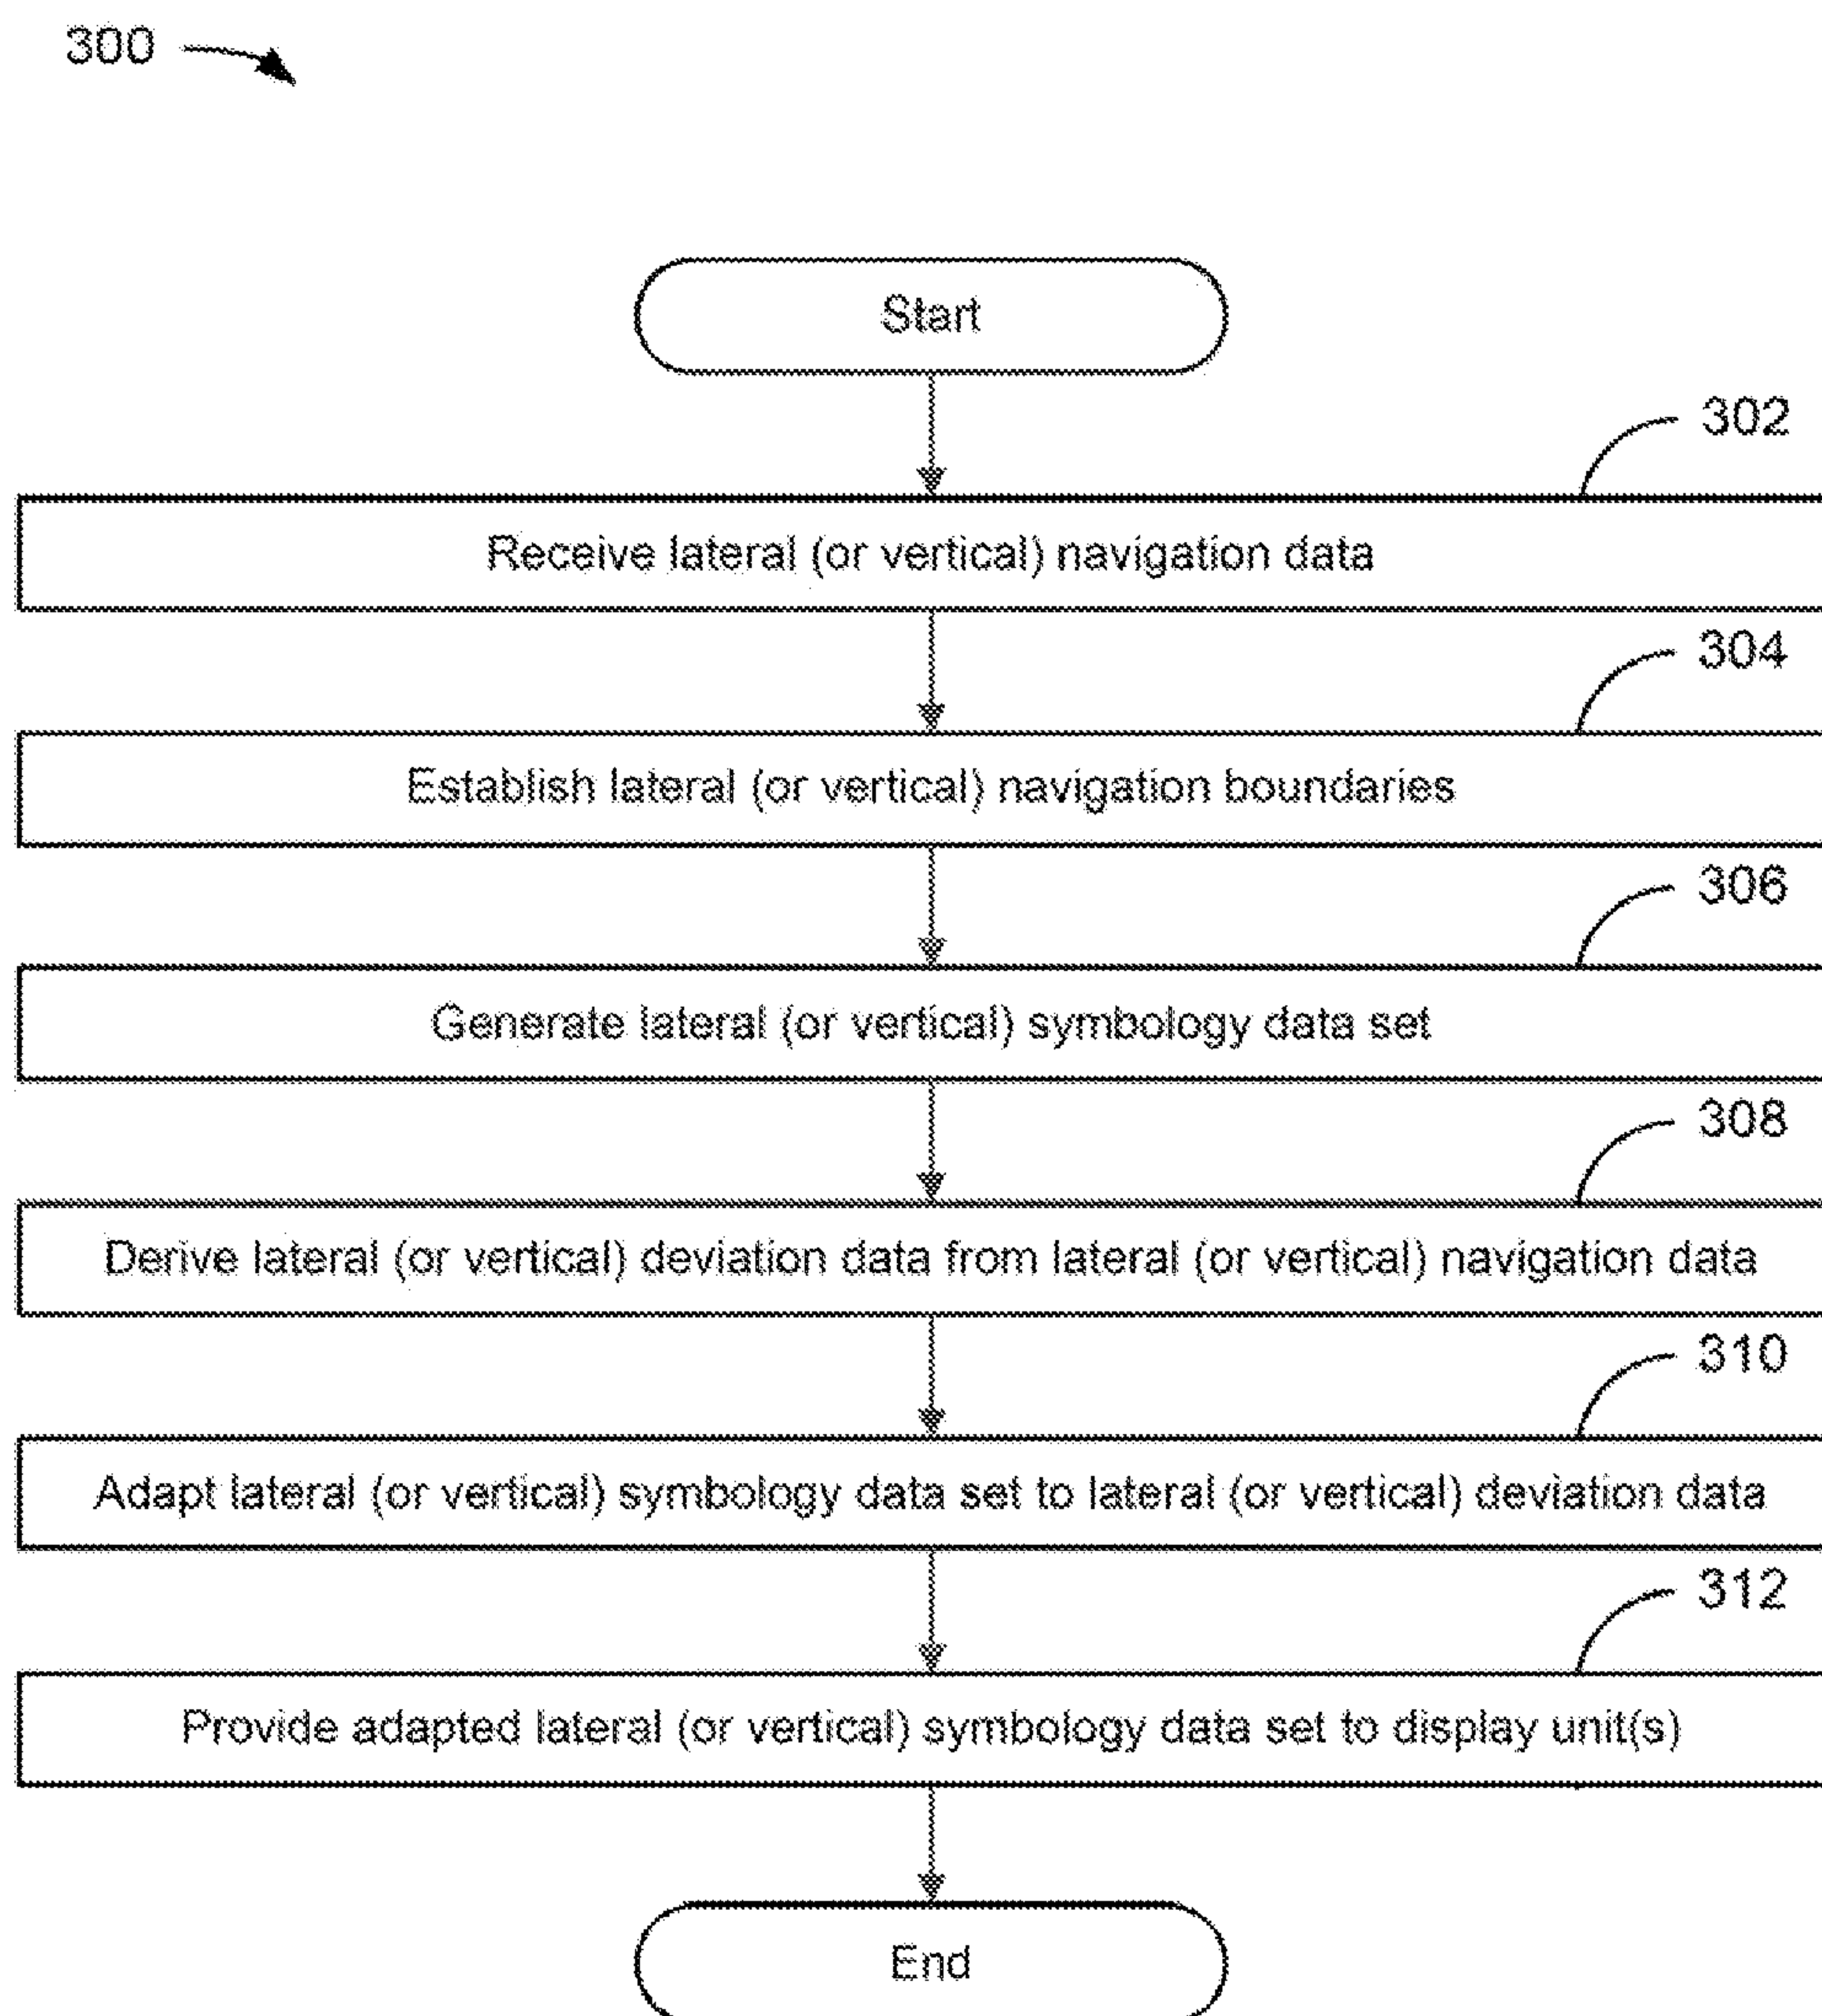 300
Start
302
Receive lateral (or vertical) navigation data
304
Establish lateral (or vertical) navigation boundaries
306
Generate lateral (or vertical) symbology data set
308
Derive lateral (or vertical) deviation data from lateral (or vertical) navigation data
310
Adapt lateral (or vertical) symbology data set to lateral (or vertical) deviation data
312
Provide adapted lateral (or vertical) symbology data set to display unit(s)
End